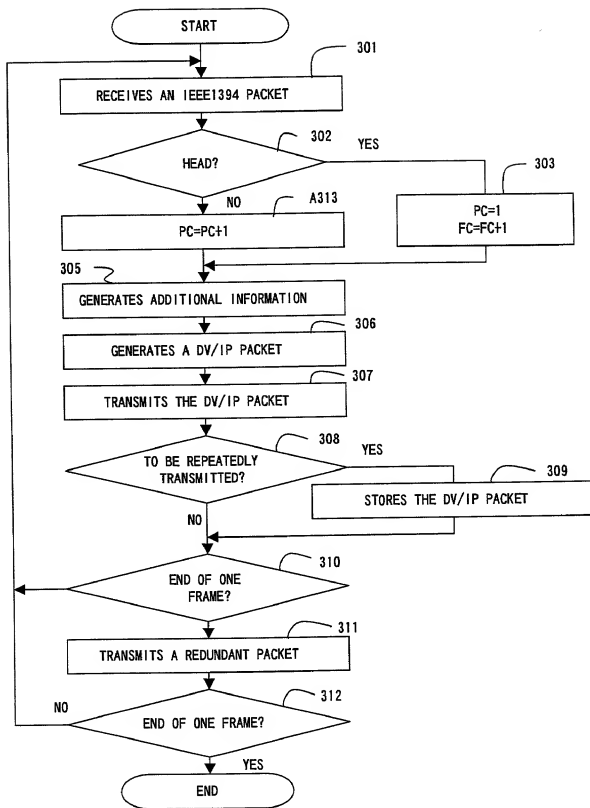 START
301
RECEIVES AN IEEE1394 PACKET
302
YES
HEAD?
303
NO
A313
PC=PC+1
PC=1
FC=FC+1
305
GENERATES ADDITIONAL INFORMATION
306
GENERATES A DV/IP PACKET
307
TRANSMITS THE DV/IP PACKET
308
YES
TO BE REPEATEDLY
TRANSMITTED?
309
STORES THE DV/IP PACKET
NO
310
END OF ONE
FRAME?
311
TRANSMITS A REDUNDANT PACKET
312
NO
END OF ONE FRAME?
YES
END